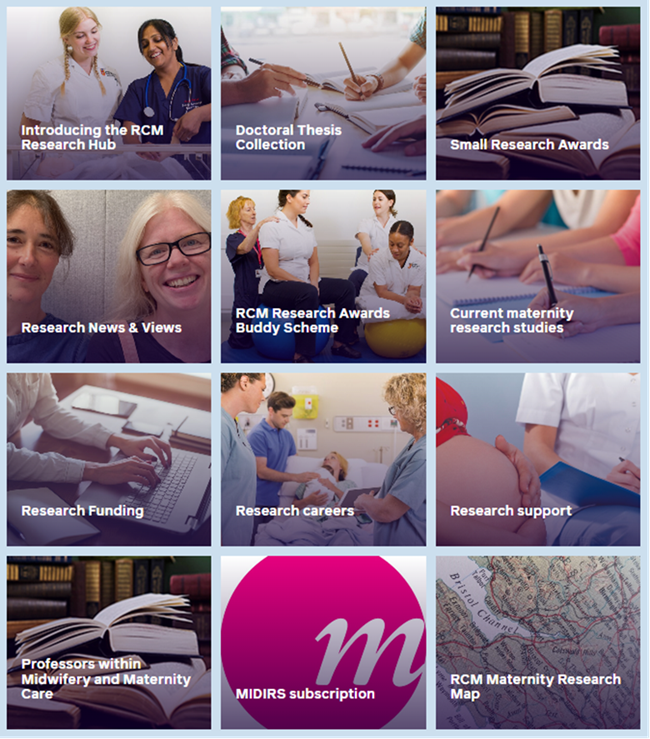 Introducing the RCM
Research Hub
Doctoral Thesis
Collection
Small Research Awards
Research News & Views
RCM Research Awards
Buddy Scheme
Current maternity
research studies
Research Funding
Research careers
Research support
Professors within
Midwifery and Maternity
Care
m
MIDIRS subscription
Bristol Channel
RCM Maternity Research
Map